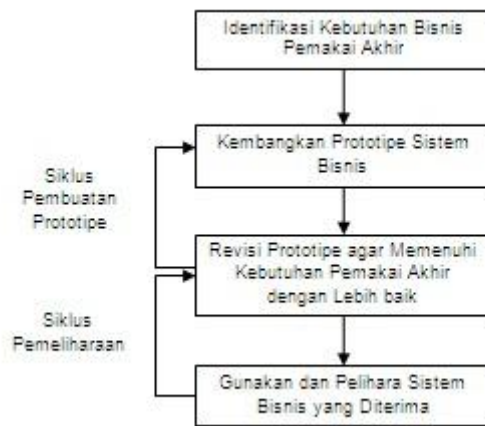 Identifikasi Kebutuhan Bisnis
Pemakai Akhir
Kembangkan Prototipe Sistem
Bisnis
Siklus
Pembuatan
Prototipe
Revisi Prototipe agar Memenuhi
Kebutuhan Pemakai Akhir
dengan Lebih baik
Siklus
Pemeliharaan
Gunakan dan Pelihara Sistem
Bisnis yang Diterima